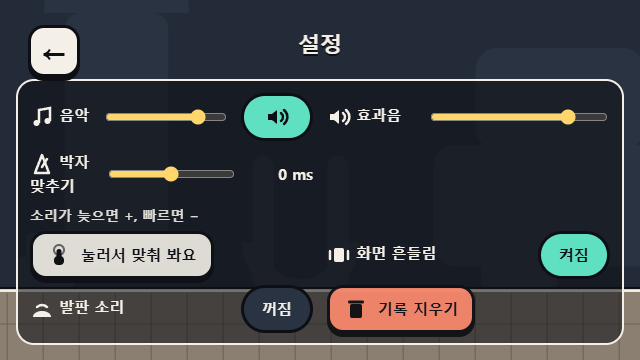 설정
음악
효과음
박자
맞추기
0 ms
소리가 늦으면 +, 빠르면 −
눌러서 맞춰 봐요
화면 흔들림
켜짐
발판 소리
꺼짐
기록 지우기